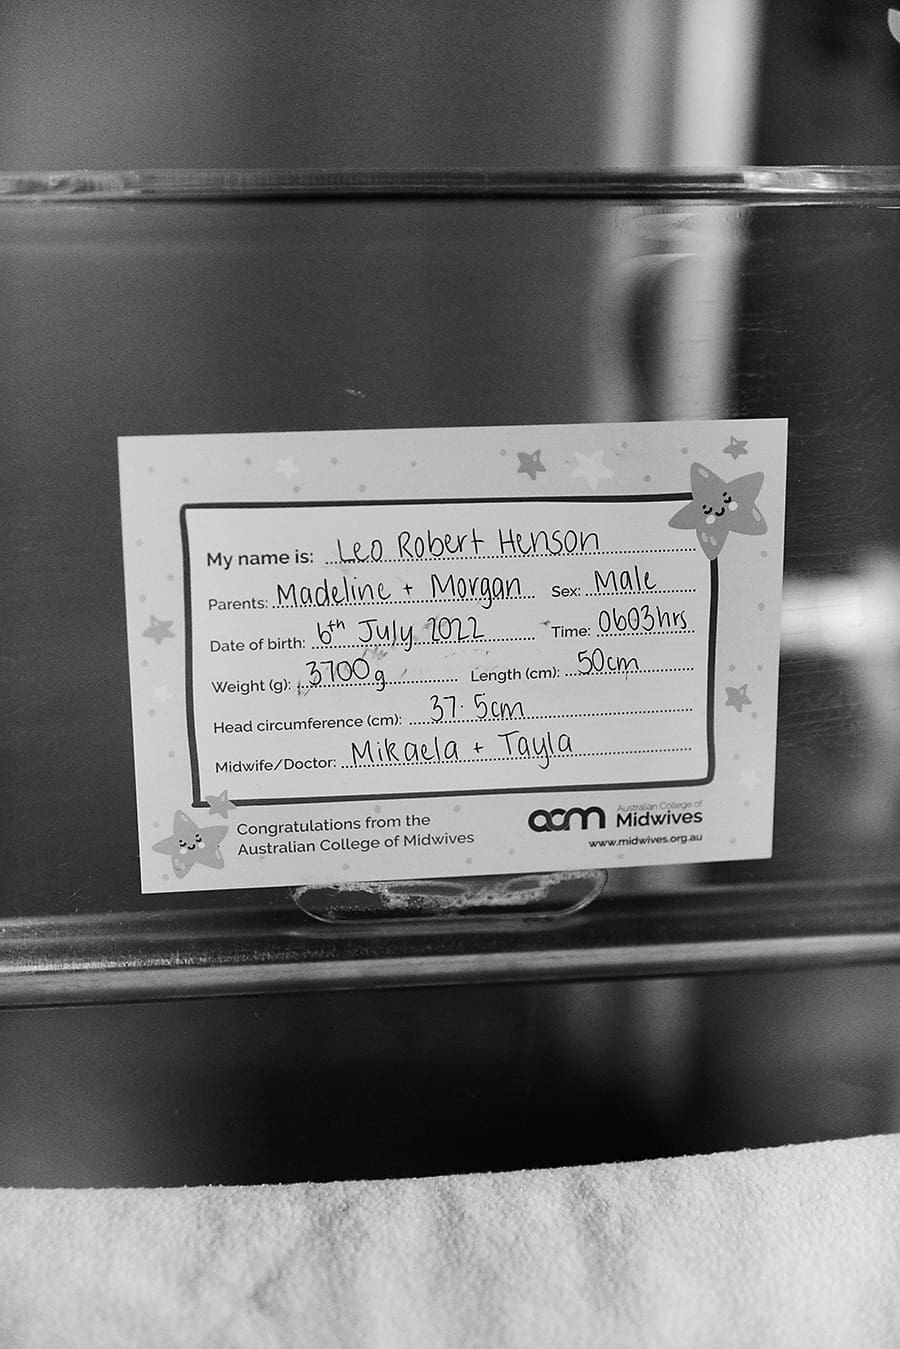 My name is: Leo Robert Henson
Parents: Madeline + Morgan Sex: Male
Date of birth: 6th July 2022 Time: 0603hrs
Weight (g): 3700g Length (cm): 50cm
Head circumference (cm): 37.5cm
Midwife/Doctor: Mikaela + Tayla
Congratulations from the
Australian College of Midwives
acm Australian College of
Midwives
www.midwives.org.au